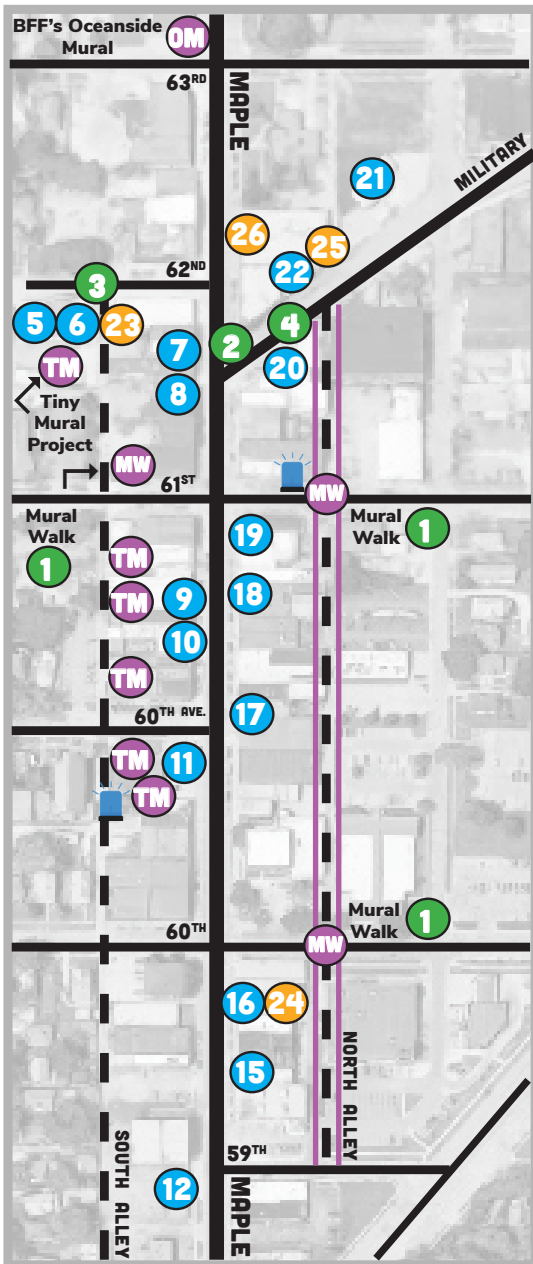 BFF's Oceanside
Mural
OM
63RD
MAPLE
MILITARY
21
26
25
22
62ND
3
4
5
6
23
7
2
TM
20
8
Tiny
Mural
Project
MW
61ST
MW
Mural
Walk
1
Mural
Walk
1
19
TM
TM
9
18
10
TM
60TH AVE.
17
TM
11
TM
Mural
Walk
1
60TH
MW
16
24
15
NORTH ALLEY
SOUTH ALLEY
59TH
12
MAPLE